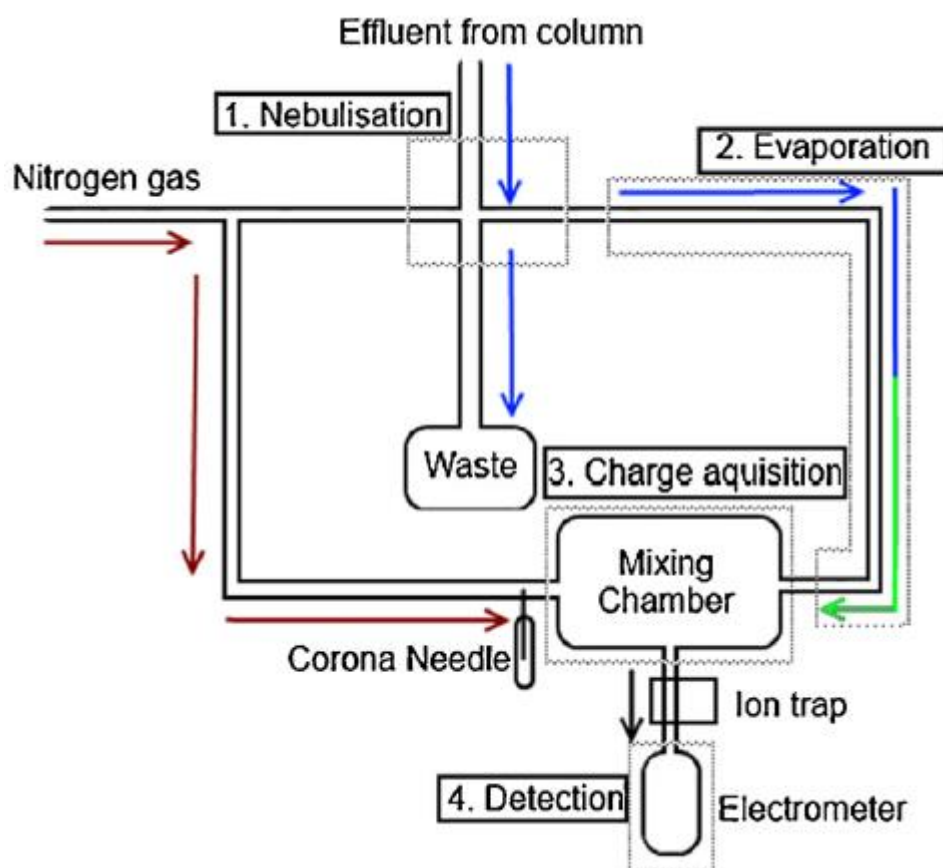 Effluent from column
1. Nebulisation
2. Evaporation
Nitrogen gas
Waste
3. Charge aquisition
Mixing
Chamber
Corona Needle
Ion trap
4. Detection
Electrometer